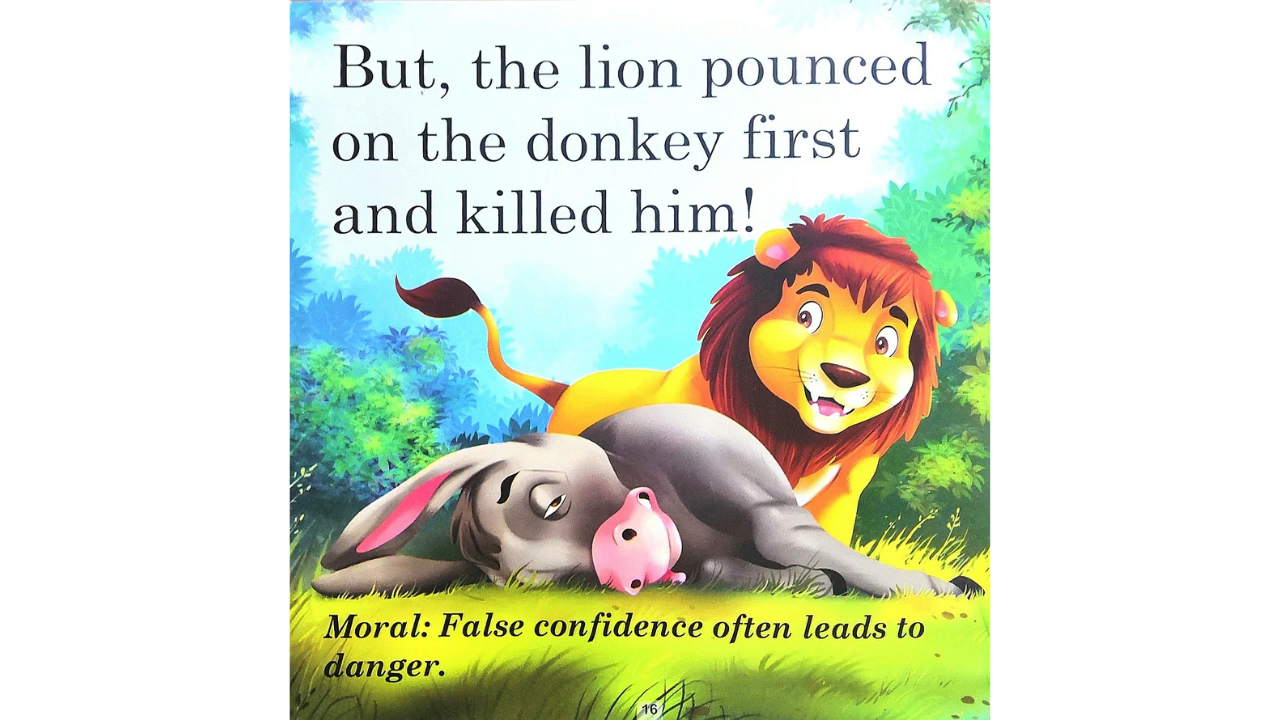 But, the lion pounced
on the donkey first
and killed him!
Moral: False confidence often leads to
danger.
16